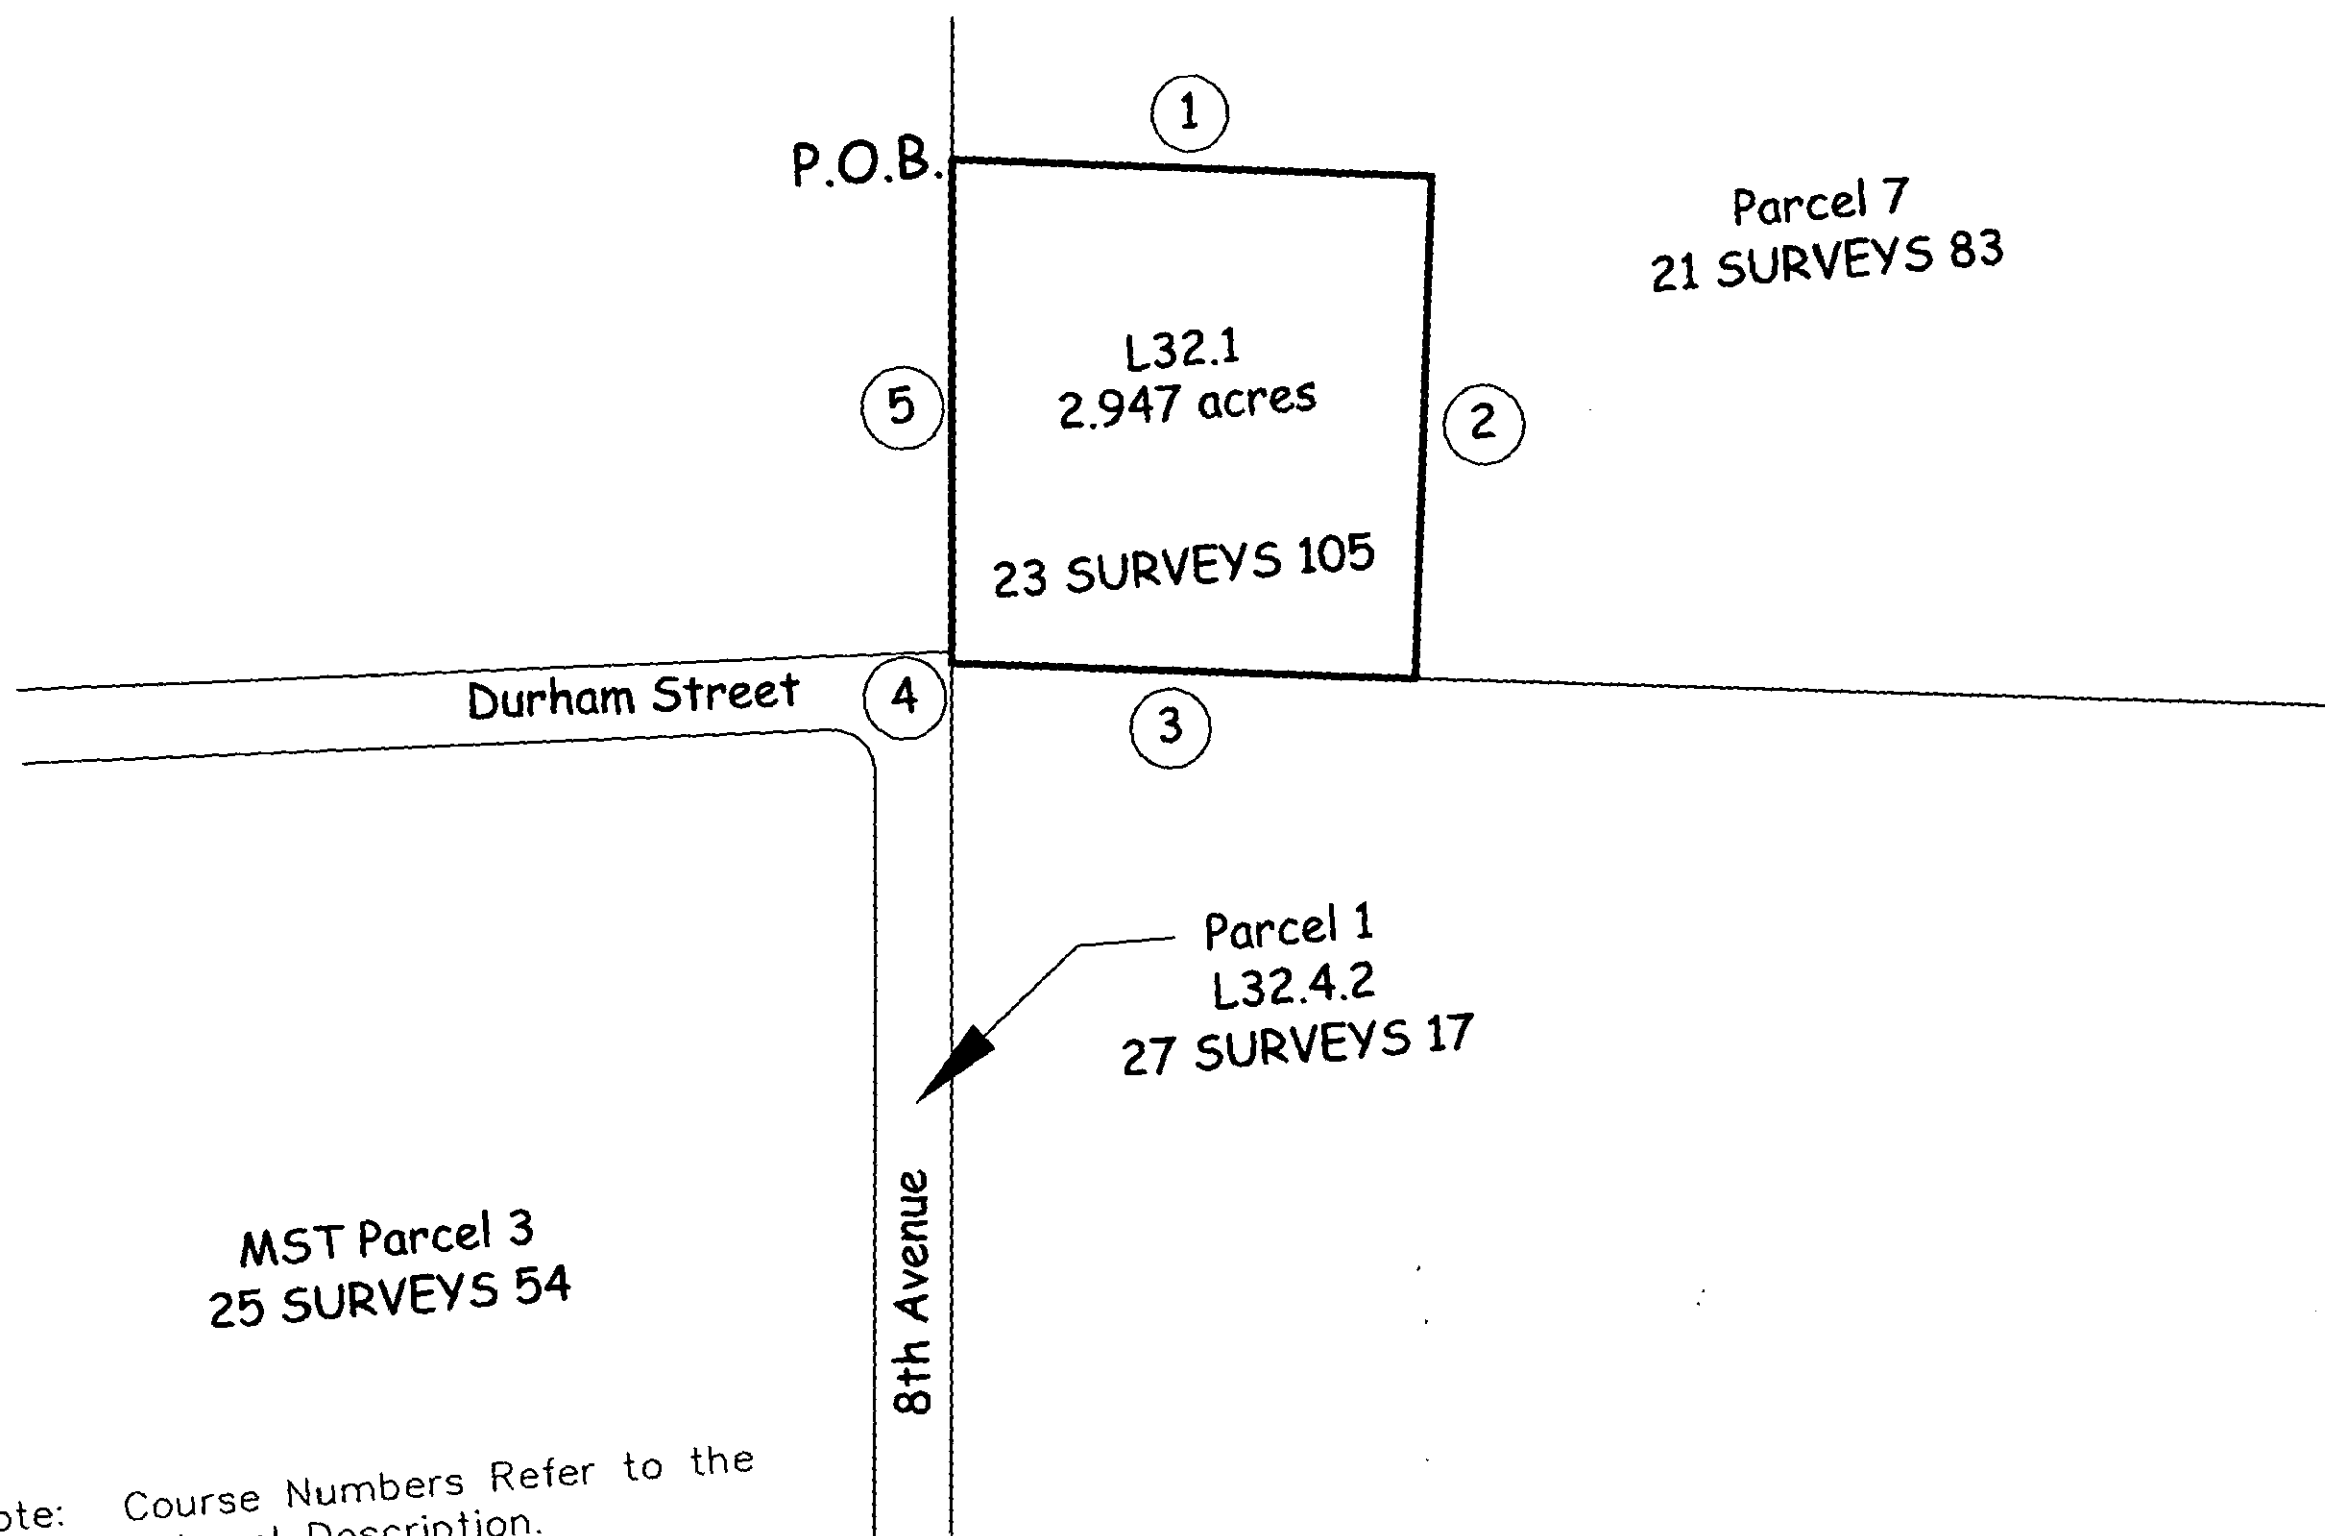 1
P.O.B.
Parcel 7
21 SURVEYS 83
L32.1
2.947 acres
5
2
23 SURVEYS 105
Durham Street
4
3
Parcel 1
L32.4.2
27 SURVEYS 17
8th Avenue
MST Parcel 3
25 SURVEYS 54
Course Numbers Refer to the
Description.